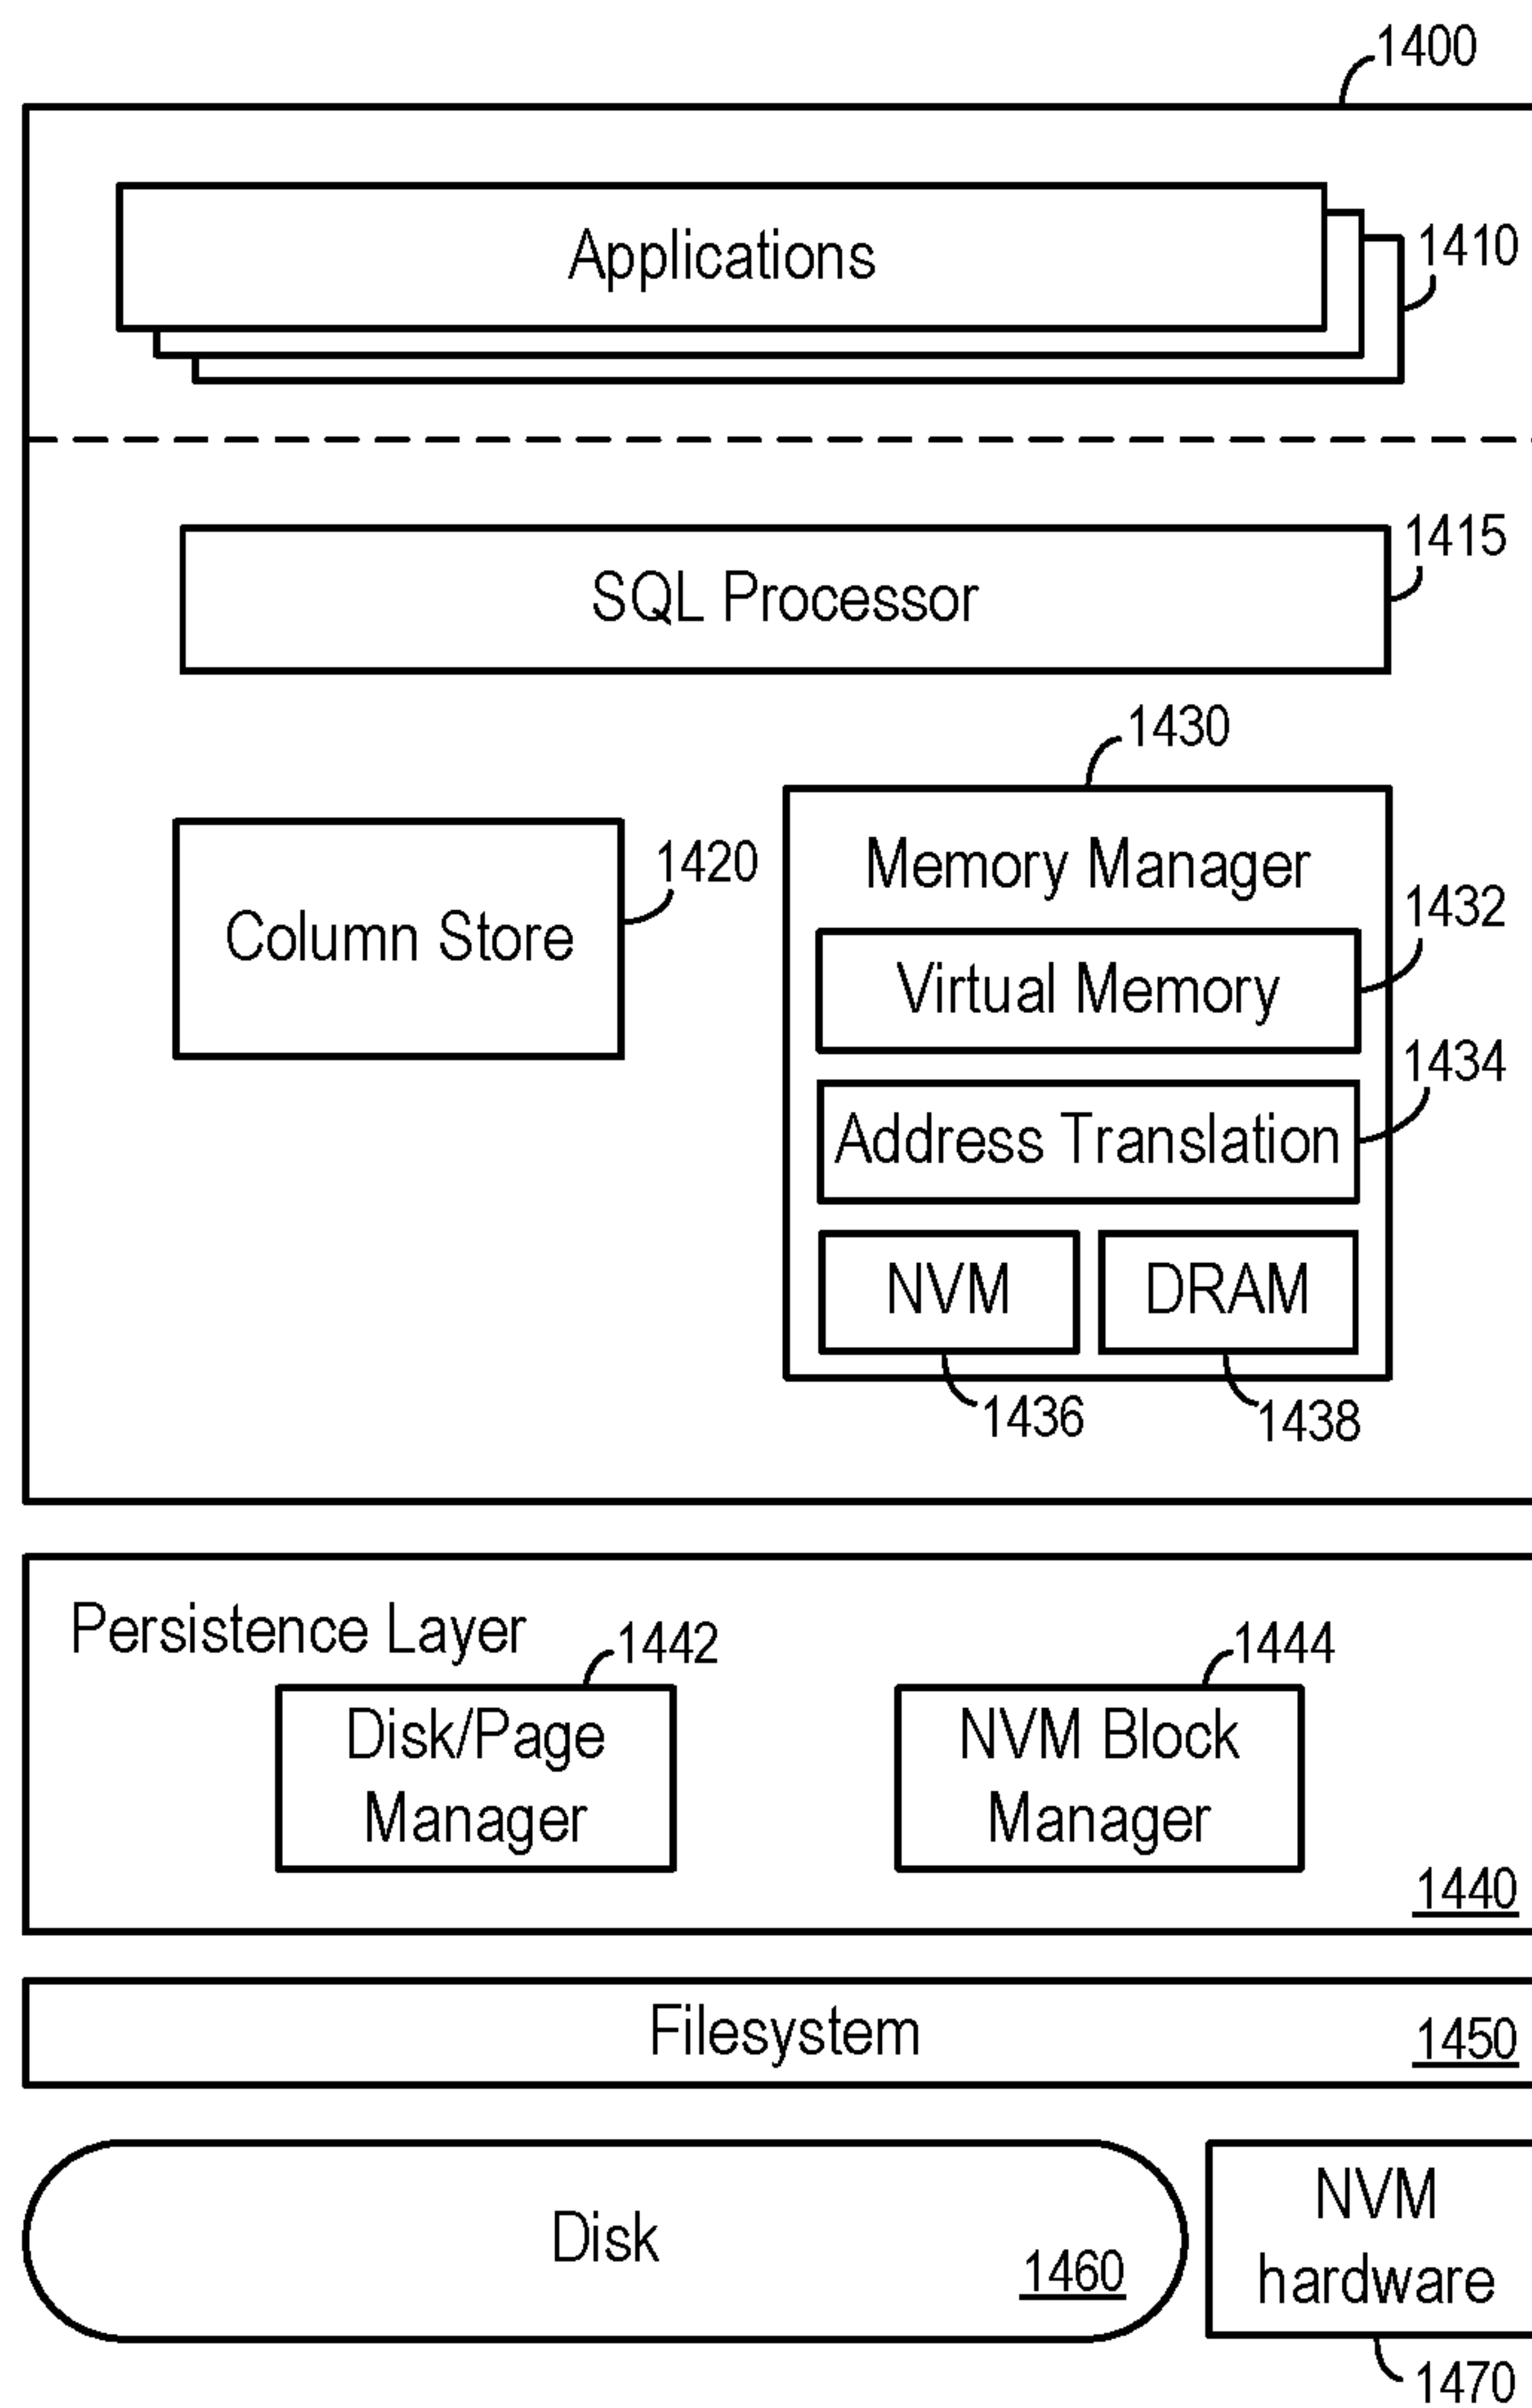 1400
Applications
1410
SQL Processor
1415
1430
Column Store
1420
Memory Manager
Virtual Memory
1432
Address Translation
1434
NVM
DRAM
1436
1438
Persistence Layer
1442
1444
Disk/Page
Manager
NVM Block
Manager
1440
Filesystem
1450
Disk
1460
NVM
hardware
1470